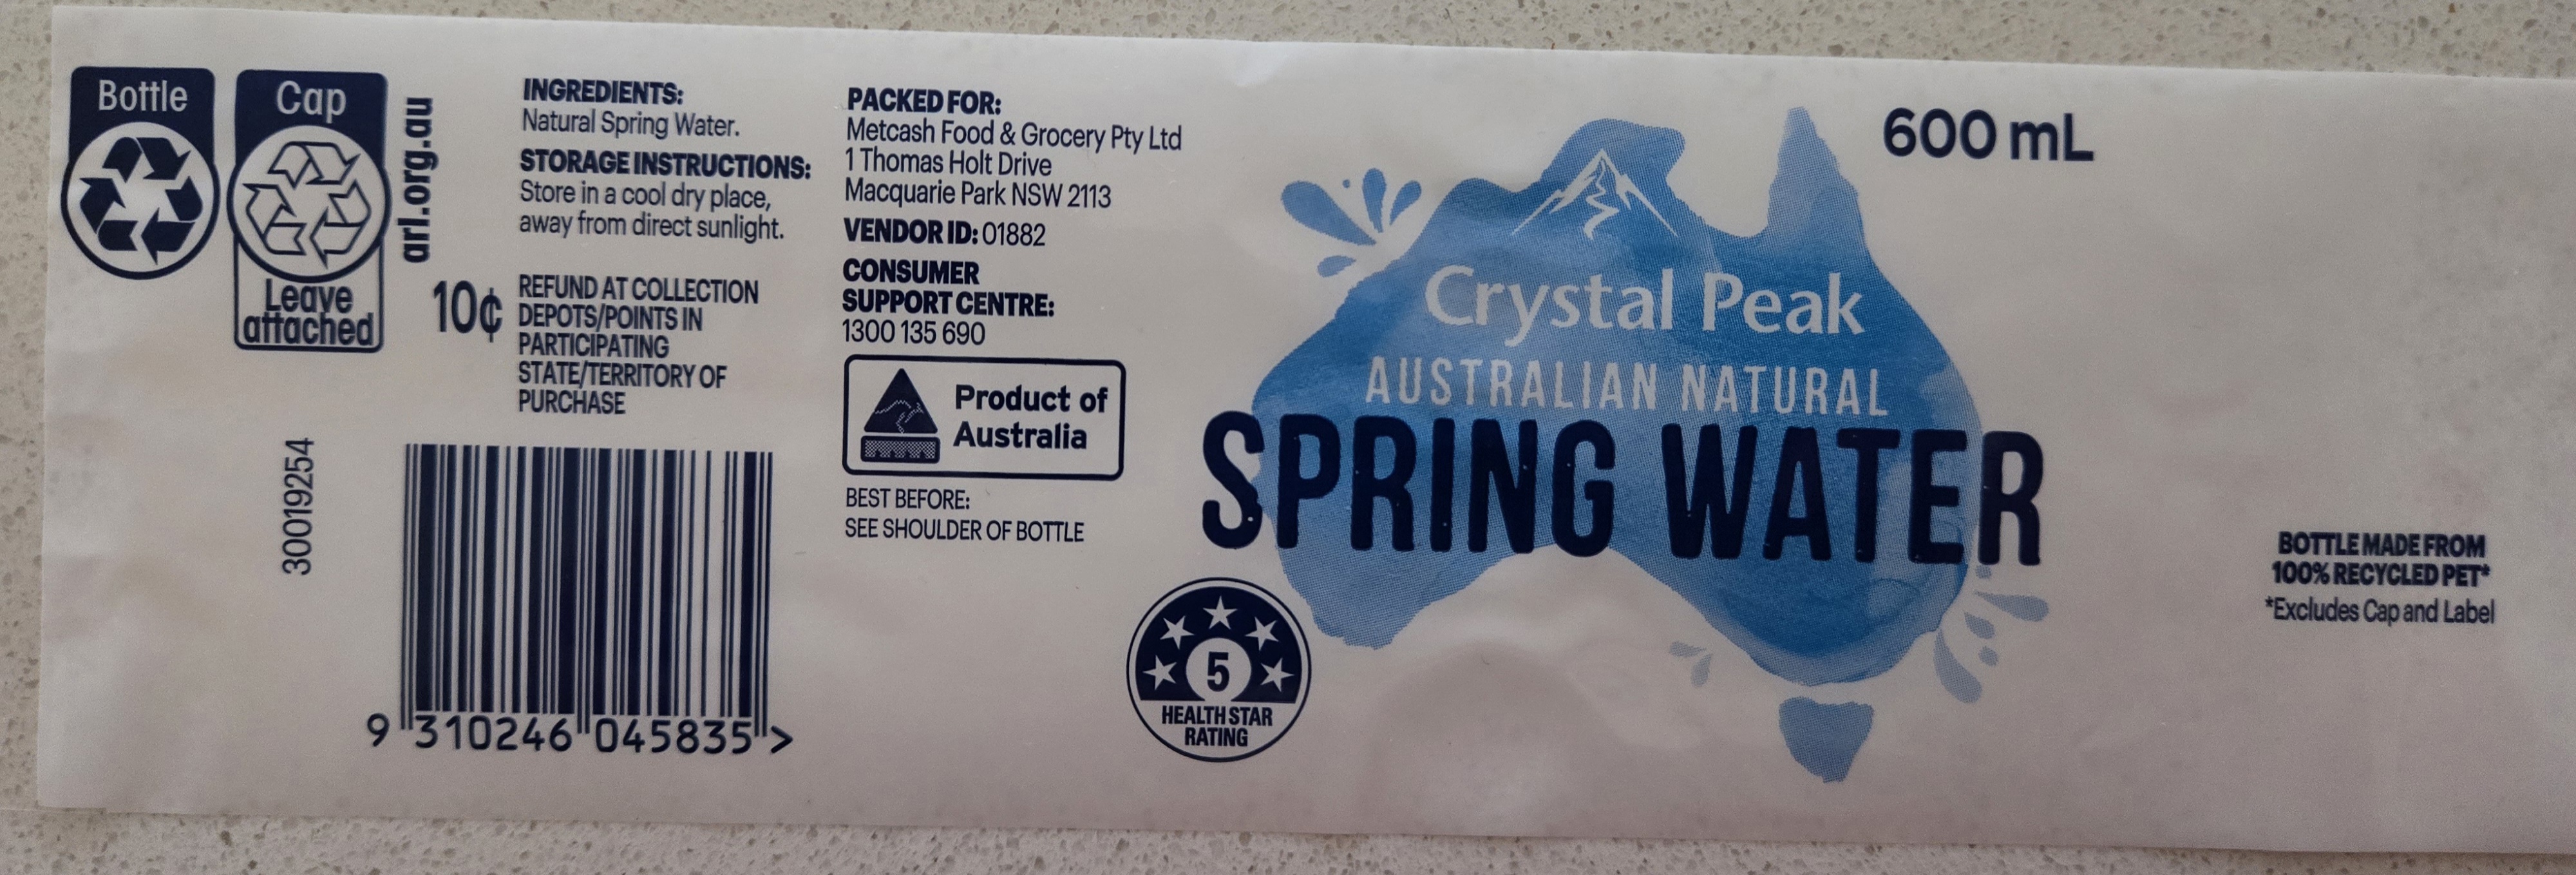 Bottle
Cap
Leave
attached
arl.org.au
INGREDIENTS:
Natural Spring Water.
STORAGE INSTRUCTIONS:
Store in a cool dry place,
away from direct sunlight.
10¢
REFUND AT COLLECTION
DEPOTS/POINTS IN
PARTICIPATING
STATE/TERRITORY OF
PURCHASE
30019254
9 310246 045835 >
PACKED FOR:
Metcash Food & Grocery Pty Ltd
1 Thomas Holt Drive
Macquarie Park NSW 2113
VENDOR ID: 01882
CONSUMER
SUPPORT CENTRE:
1300 135 690
Product of
Australia
BEST BEFORE:
SEE SHOULDER OF BOTTLE
600 mL
Crystal Peak
AUSTRALIAN NATURAL
SPRING WATER
5
HEALTH STAR
RATING
BOTTLE MADE FROM
100% RECYCLED PET*
*Excludes Cap and Label